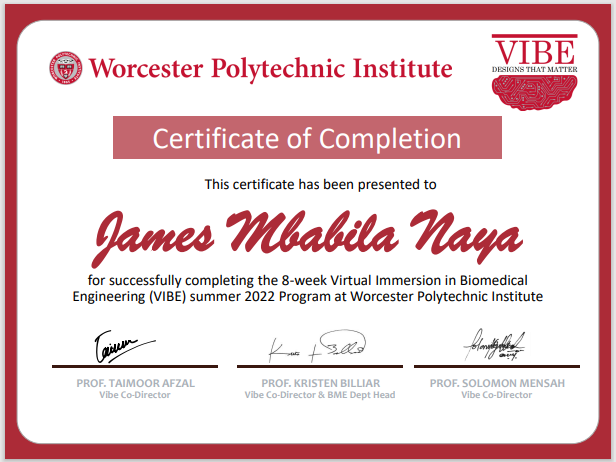 Worcester Polytechnic Institute
VIBE
DESIGNS THAT MATTER
Certificate of Completion
This certificate has been presented to
James Mbabila Naya
for successfully completing the 8-week Virtual Immersion in Biomedical
Engineering (VIBE) summer 2022 Program at Worcester Polytechnic Institute
PROF. TAIMOOR AFZAL
Vibe Co-Director
PROF. KRISTEN BILLIAR
Vibe Co-Director & BME Dept Head
PROF. SOLOMON MENSAH
Vibe Co-Director